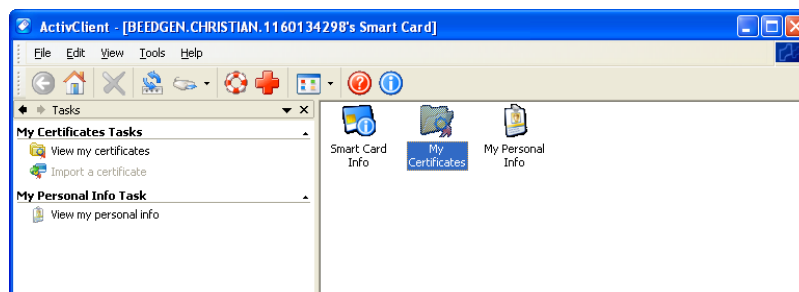 ActivClient - [BEEDGEN.CHRISTIAN.1160134298's Smart Card]
File Edit View Tools Help
Tasks
My Certificates Tasks
View my certificates
Import a certificate
My Personal Info Task
View my personal info
Smart Card
Info
My
Certificates
My Personal
Info